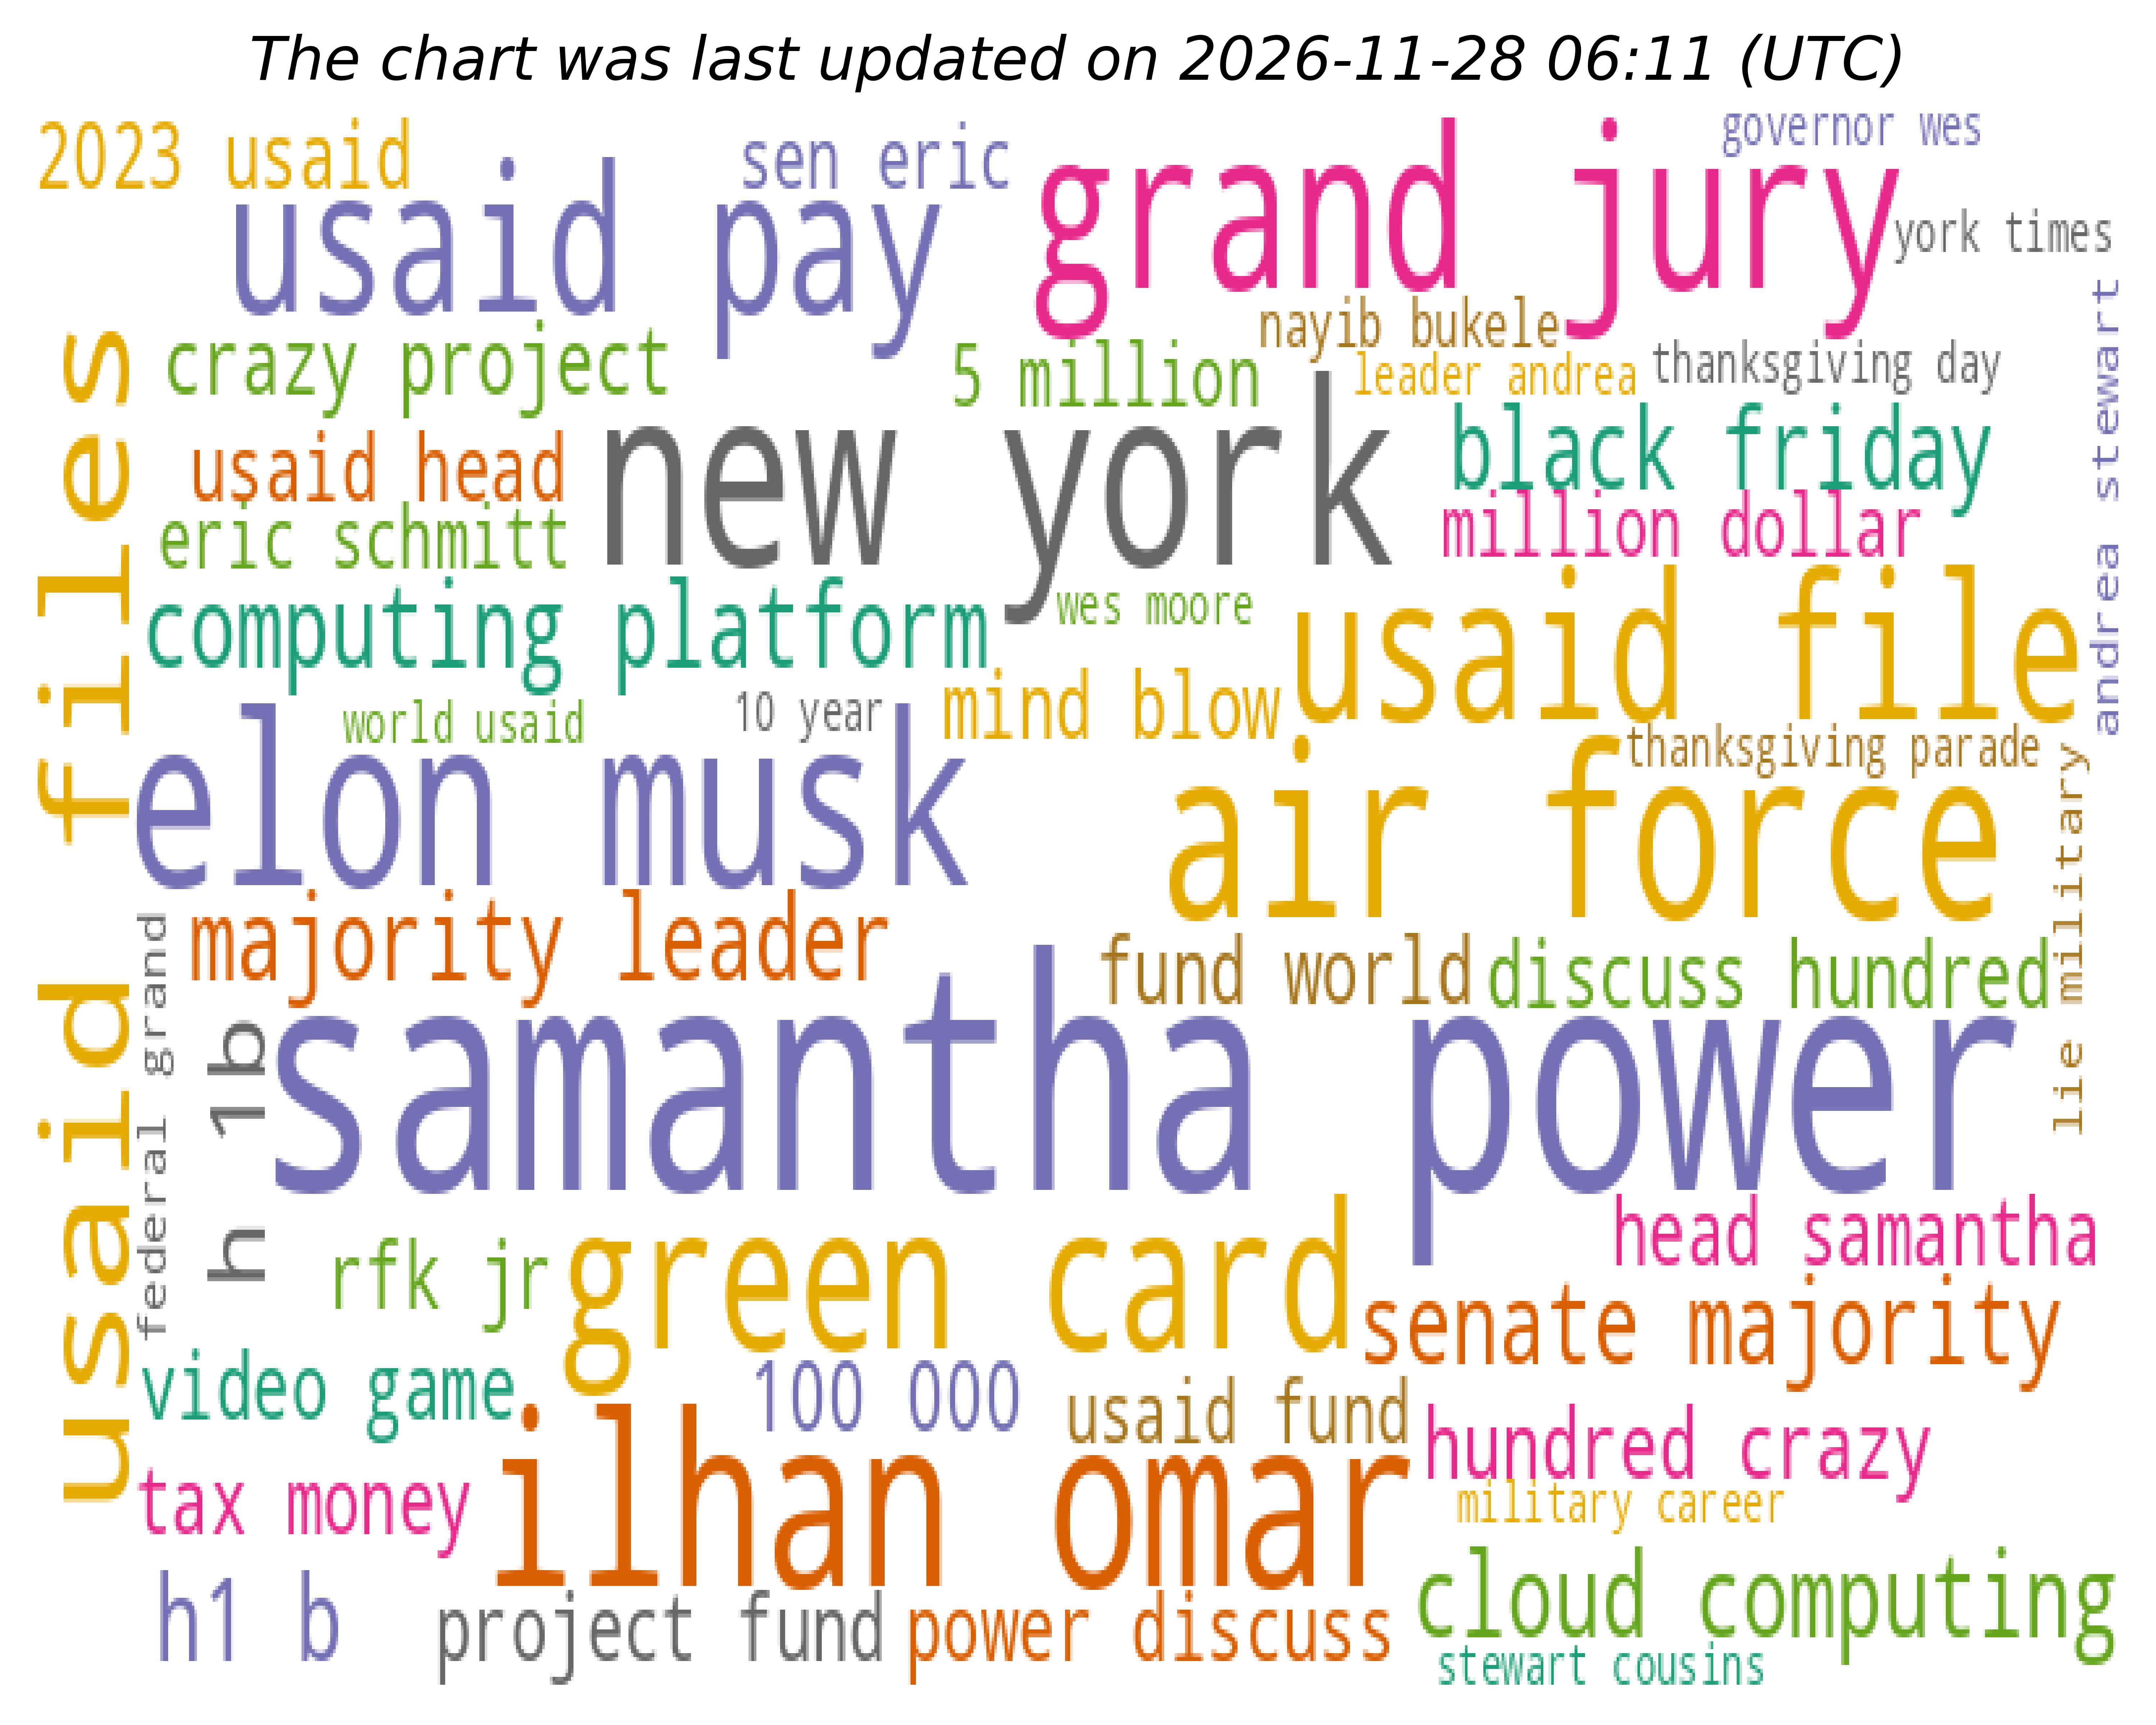 The chart was last updated on 2026-11-28 06:11 (UTC)
2023 usaid
usaid pay
sen eric
grand jury
governor wes
york times
crazy project
5 million
nayib bukele
leader andrea
thanksgiving day
andrea stewart
usaid files
usaid head
new york
black friday
eric schmitt
million dollar
computing platform
wes moore
usaid file
world usaid
10 year
mind blow
thanksgiving parade
elon musk
air force
lie military
majority leader
fund world
discuss hundred
federal grand
h 1b
samantha power
head samantha
rfk jr
green card
senate majority
video game
100 000
usaid fund
hundred crazy
tax money
ilhan omar
military career
h1 b
project fund
power discuss
cloud computing
stewart cousins